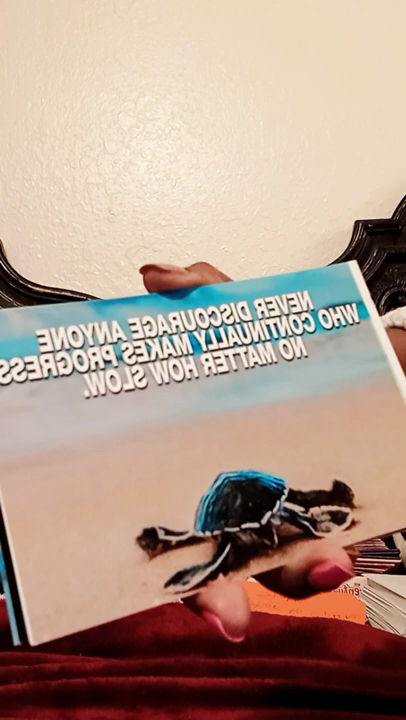 NEVER DISCOURAGE ANYONE
WHO CONTINUALLY MAKES PROGRESS
NO MATTER HOW SLOW.